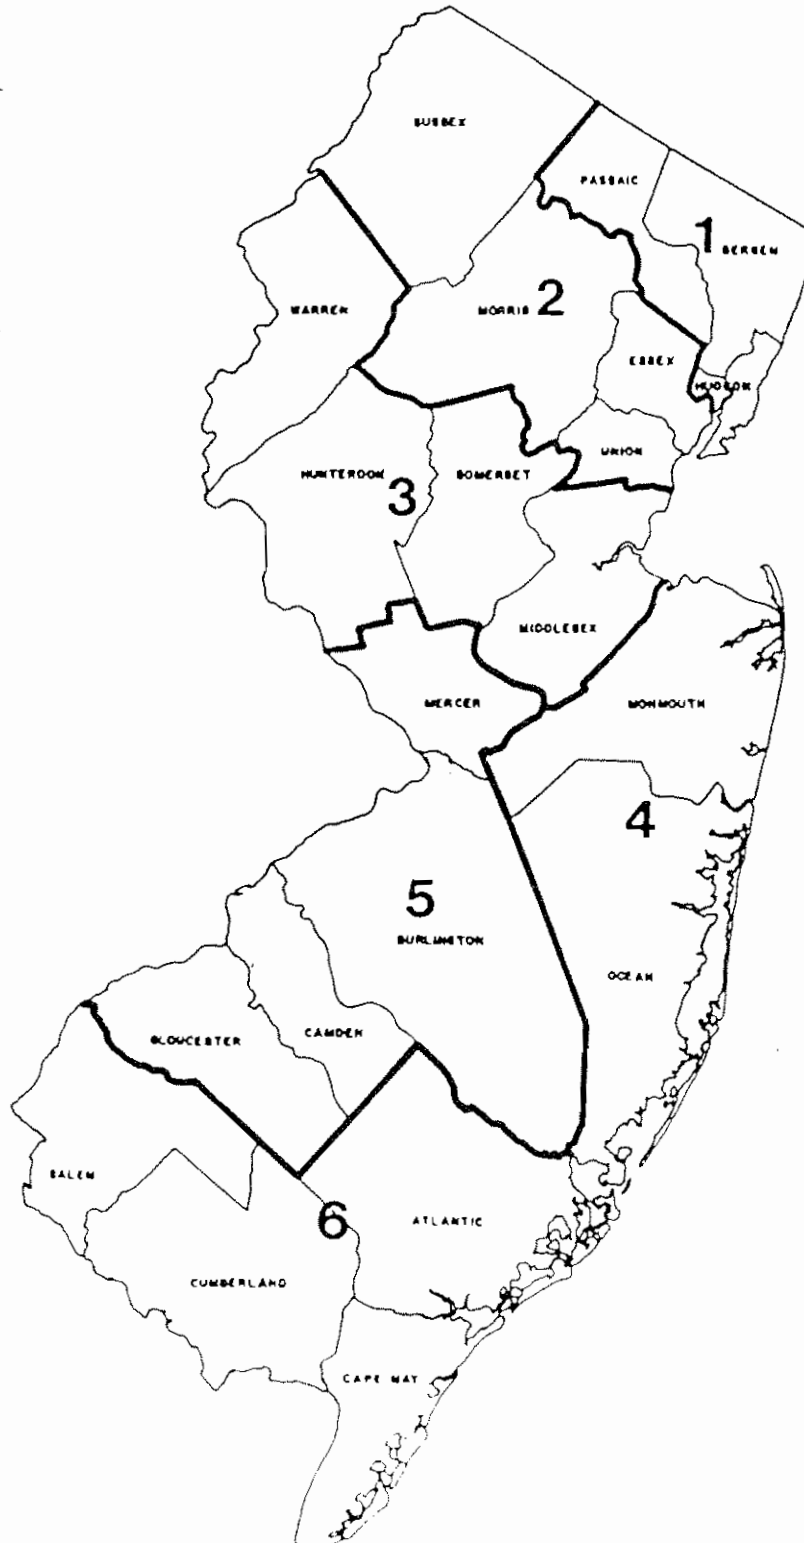 SUSSEX
PASSAIC
1 BERGEN
WARREN
MORRIS 2
ESSEX
HUDSON
UNION
HUNTERDON
SOMERSET
3
MIDDLESEX
MERCER
MONMOUTH
4
5
BURLINGTON
OCEAN
GLOUCESTER
CAMDEN
SALEM
6
ATLANTIC
CUMBERLAND
CAPE MAY